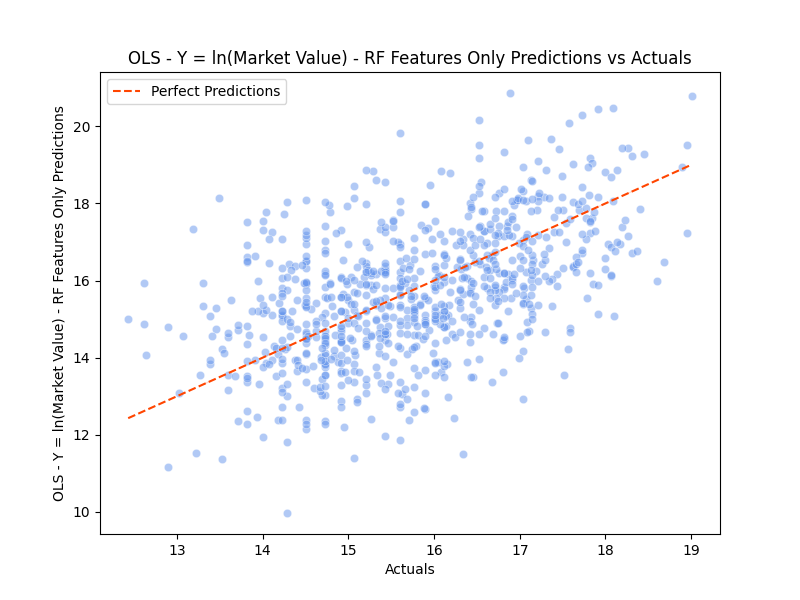 OLS - Y = ln(Market Value) - RF Features Only Predictions vs Actuals
Perfect Predictions
OLS - Y = ln(Market Value) - RF Features Only Predictions
20
18
16
14
12
10
13 14 15 16 17 18 19
Actuals